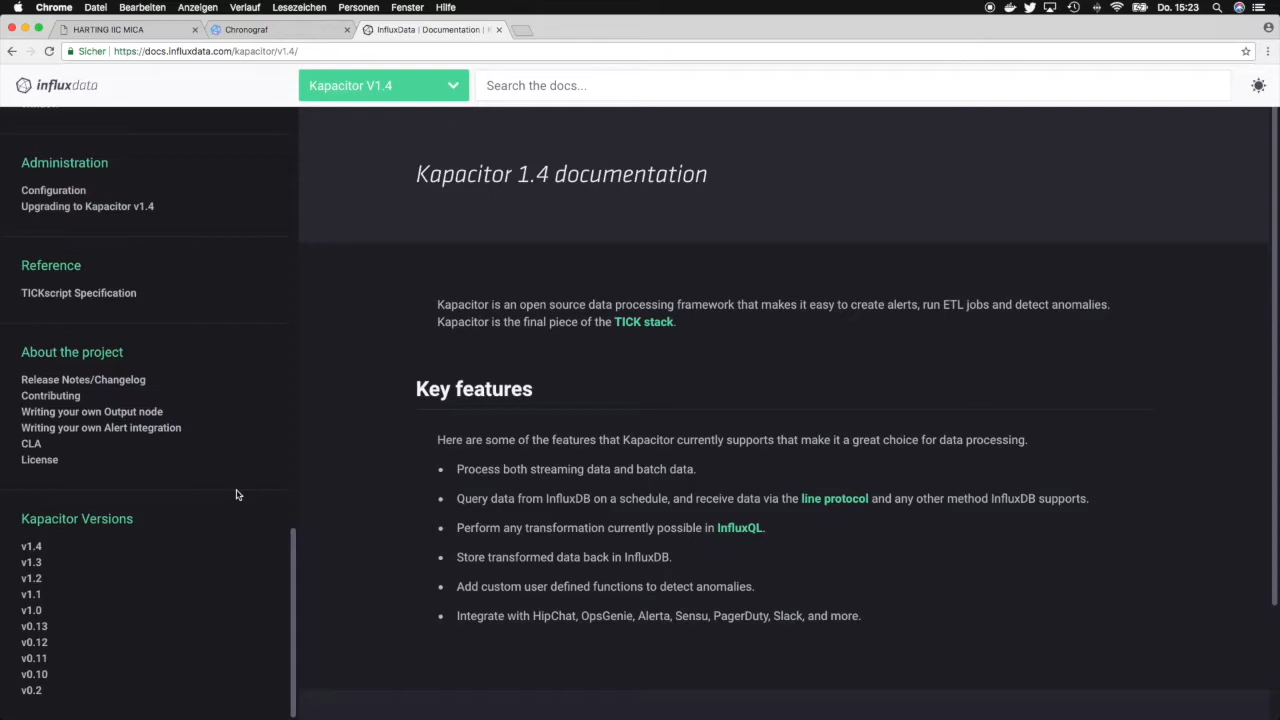 Chrome Datei Bearbeiten Anzeigen Verlauf Lesezeichen Personen Fenster Hilfe Do. 15:23
HARTING IIC MICA × Chronograf × InfluxData | Documentation | ×
Sicher https://docs.influxdata.com/kapacitor/v1.4/
influxdata Kapacitor V1.4 Search the docs...
Administration
Configuration
Upgrading to Kapacitor v1.4
Reference
TICKscript Specification
About the project
Release Notes/Changelog
Contributing
Writing your own Output node
Writing your own Alert integration
CLA
License
Kapacitor Versions
v1.4
v1.3
v1.2
v1.1
v1.0
v0.13
v0.12
v0.11
v0.10
v0.2
Kapacitor 1.4 documentation
Kapacitor is an open source data processing framework that makes it easy to create alerts, run ETL jobs and detect anomalies.
Kapacitor is the final piece of the TICK stack.
Key features
Here are some of the features that Kapacitor currently supports that make it a great choice for data processing.
• Process both streaming data and batch data.
• Query data from InfluxDB on a schedule, and receive data via the line protocol and any other method InfluxDB supports.
• Perform any transformation currently possible in InfluxQL.
• Store transformed data back in InfluxDB.
• Add custom user defined functions to detect anomalies.
• Integrate with HipChat, OpsGenie, Alerta, Sensu, PagerDuty, Slack, and more.